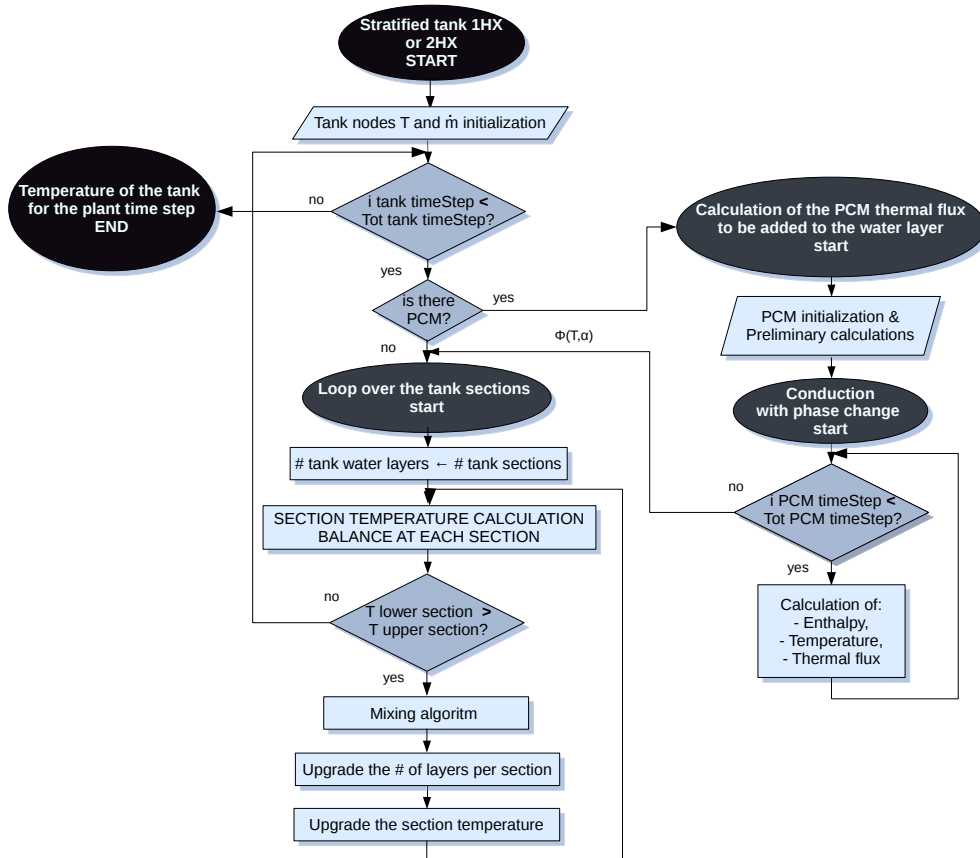 Stratified tank 1HX
or 2HX
START
Tank nodes T and ṁ initialization
Temperature of the tank
for the plant time step
END
no
i tank timeStep <
Tot tank timeStep?
yes
is there
PCM?
yes
no
Calculation of the PCM thermal flux
to be added to the water layer
start
PCM initialization &
Preliminary calculations
Φ(T,α)
Loop over the tank sections
start
Conduction
with phase change
start
# tank water layers ← # tank sections
no
i PCM timeStep <
Tot PCM timeStep?
yes
SECTION TEMPERATURE CALCULATION
BALANCE AT EACH SECTION
Calculation of:
- Enthalpy,
- Temperature,
- Thermal flux
no
T lower section >
T upper section?
yes
Mixing algoritm
Upgrade the # of layers per section
Upgrade the section temperature